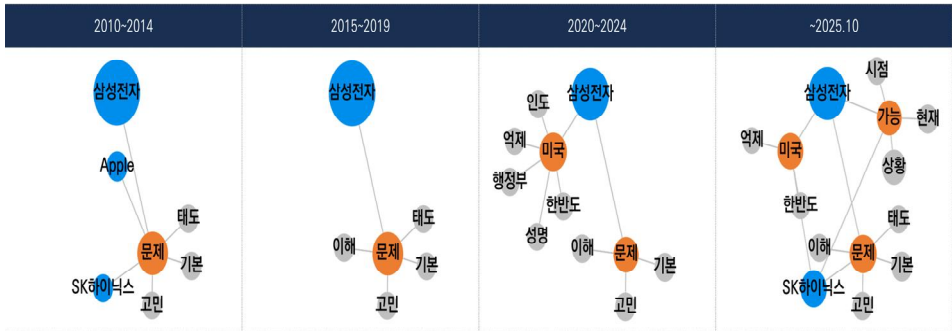 2010~2014
2015~2019
2020~2024
~2025.10
삼성전자
Apple
태도
문제
기본
SK하이닉스
고민
삼성전자
태도
이해
문제
기본
고민
삼성전자
인도
억제
미국
행정부
한반도
성명
이해
문제
기본
고민
시점
삼성전자
가능
현재
억제
미국
상황
한반도
태도
이해
문제
기본
SK하이닉스
고민